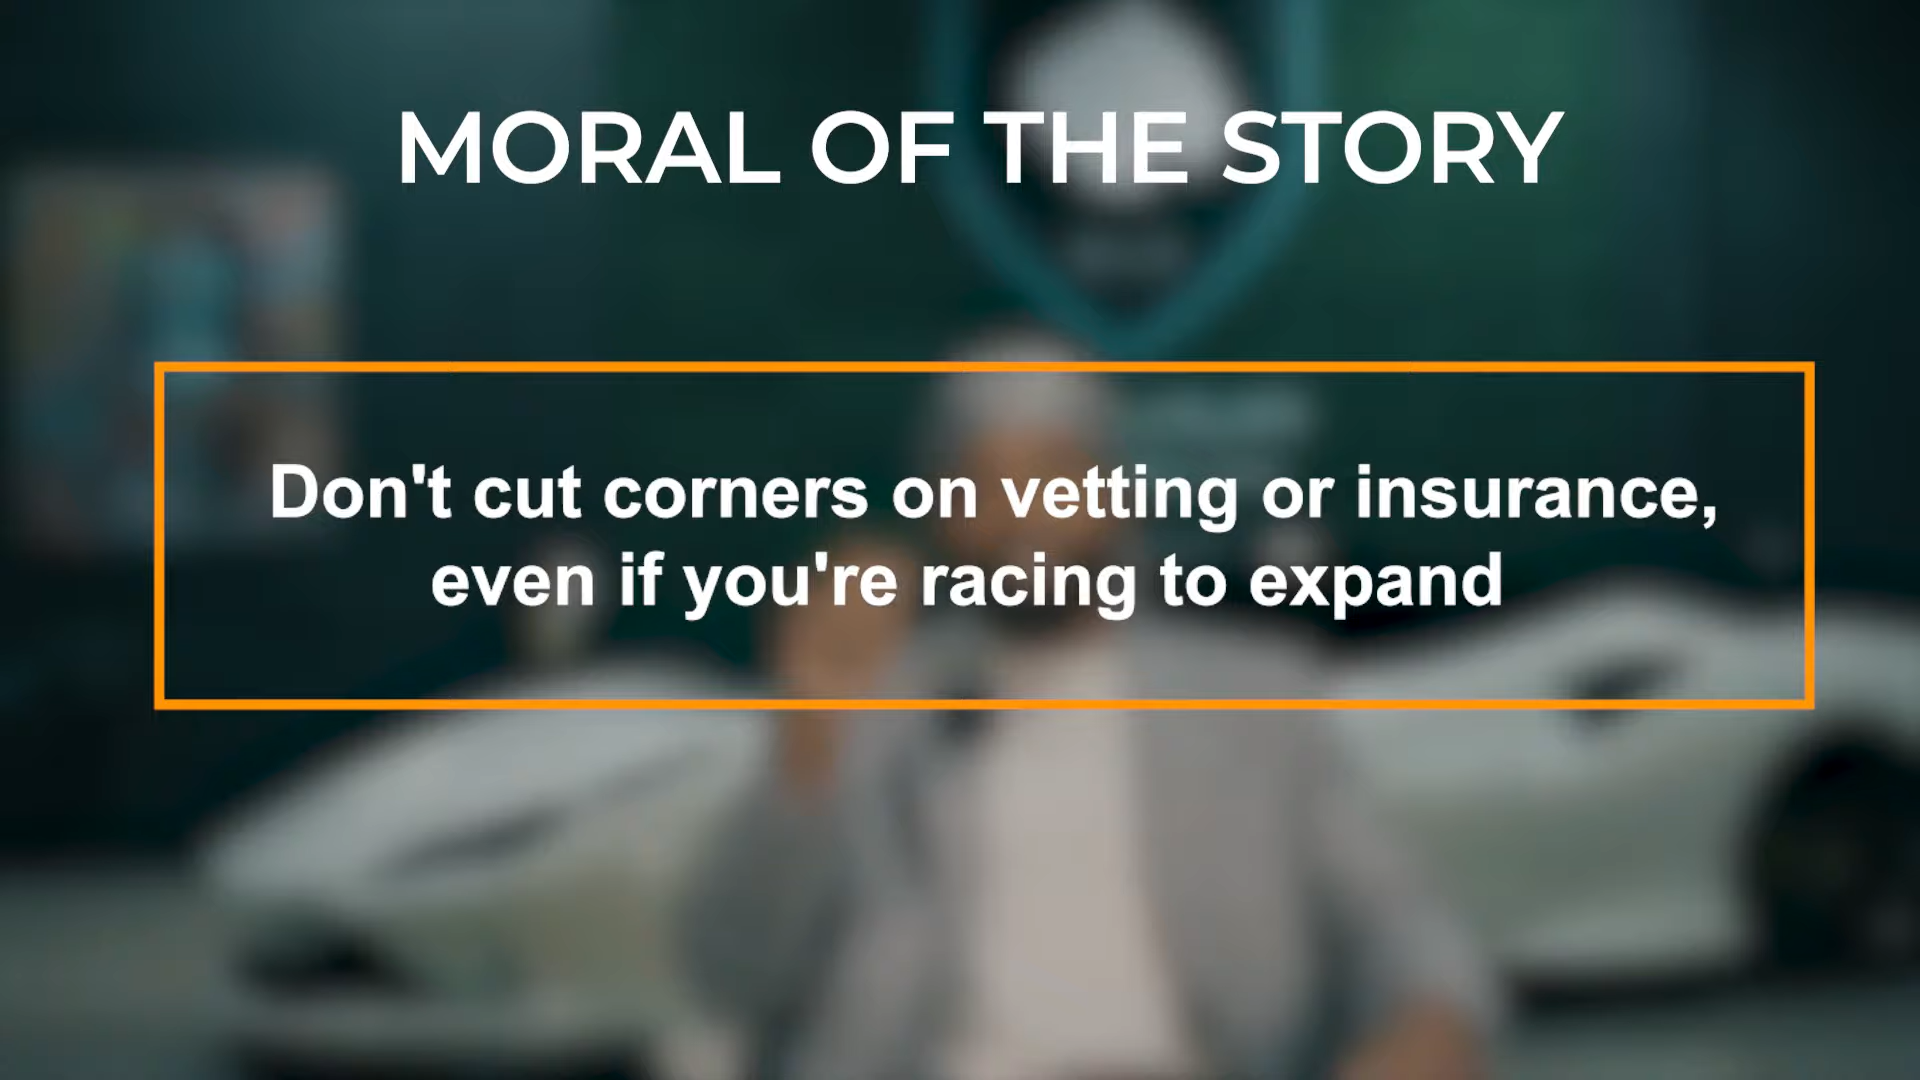 MORAL OF THE STORY
Don't cut corners on vetting or insurance,
even if you're racing to expand